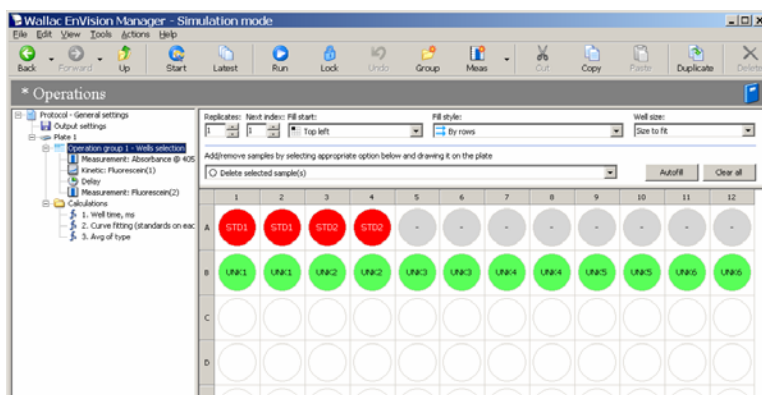 Wallac EnVision Manager - Simulation mode
File Edit View Tools Actions Help
Back Forward Up Start Latest Run Lock Undo Group Meas Cut Copy Paste Duplicate Delete
* Operations
Protocol - General settings
Output settings
Plate 1
Operation group 1 - Wells selection
Measurement: Absorbance @ 405
Kinetic: Fluorescein(1)
Delay
Measurement: Fluorescein(2)
Calculations
1. Well time, ms
2. Curve fitting (standards on eac
3. Avg of type
Replicates: Next index: Fill start: Fill style: Well size:
1 1 Top left By rows Size to fit
Add/remove samples by selecting appropriate option below and drawing it on the plate
Delete selected sample(s) Autofill Clear all
1 2 3 4 5 6 7 8 9 10 11 12
A STD1 STD1 STD2 STD2 - - - - - - - -
B UNK1 UNK1 UNK2 UNK2 UNK3 UNK3 UNK4 UNK4 UNK5 UNK5 UNK6 UNK6
C
D